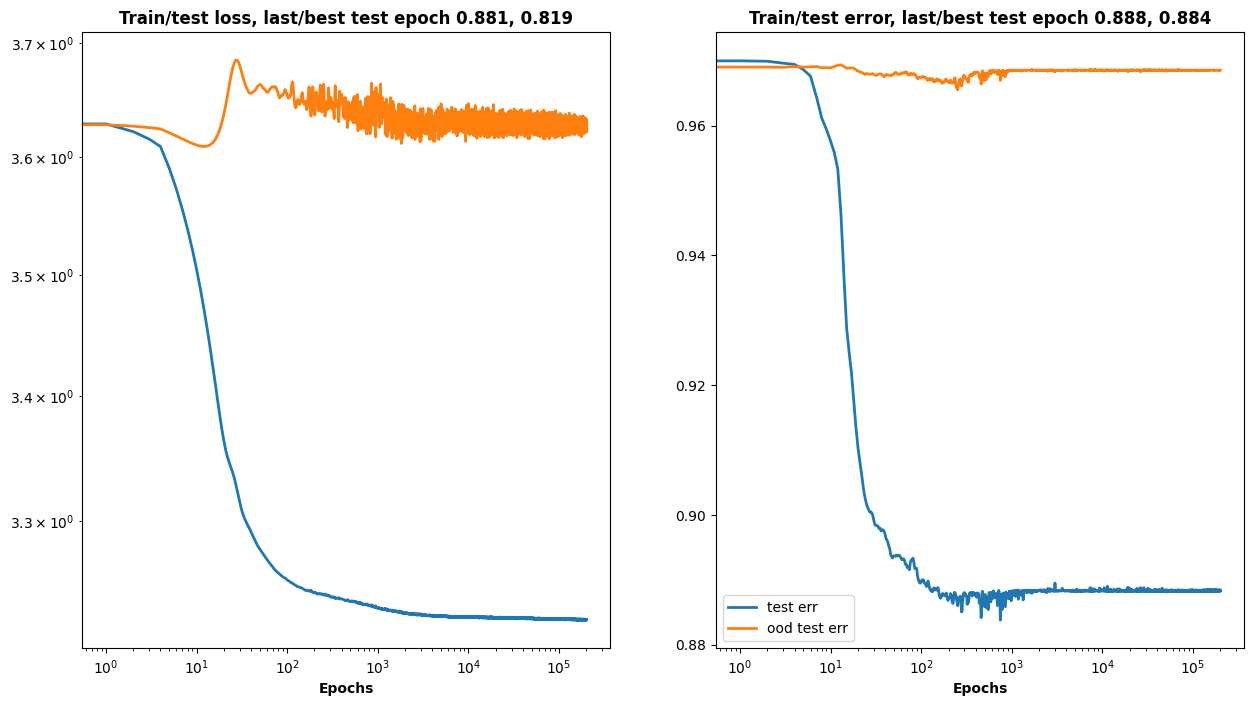 Train/test loss, last/best test epoch 0.881, 0.819
3.7 × 10⁰
3.6 × 10⁰
3.5 × 10⁰
3.4 × 10⁰
3.3 × 10⁰
10⁰ 10¹ 10² 10³ 10⁴ 10⁵
Epochs
Train/test error, last/best test epoch 0.888, 0.884
0.96
0.94
0.92
0.90
0.88
test err
ood test err
10⁰ 10¹ 10² 10³ 10⁴ 10⁵
Epochs